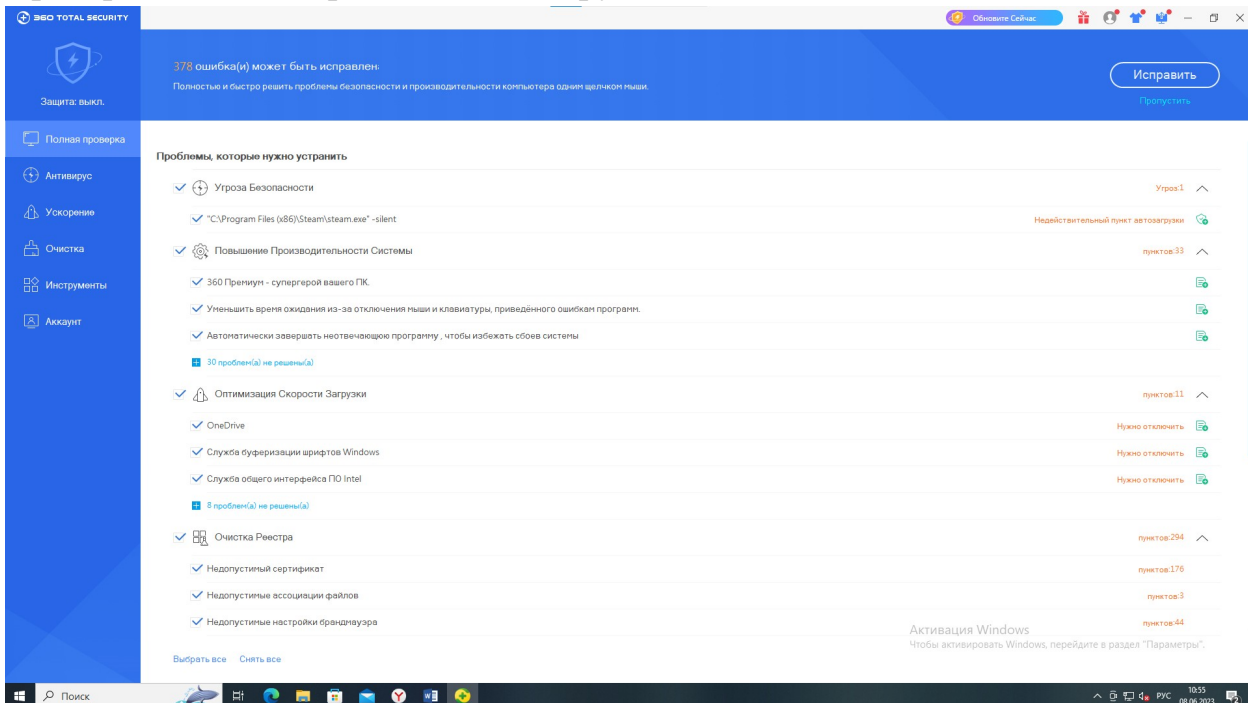 360 TOTAL SECURITY
Обновите Сейчас
Защита: выкл.
378 ошибка(и) может быть исправлен
Полностью и быстро решить проблемы безопасности и производительности компьютера одним щелчком мыши.
Исправить
Пропустить
Полная проверка
Антивирус
Ускорение
Очистка
Инструменты
Аккаунт
Проблемы, которые нужно устранить
Угроза Безопасности Угроз:1
"C:\Program Files (x86)\Steam\steam.exe" -silent Недействительный пункт автозагрузки
Повышение Производительности Системы пунктов:33
360 Премиум - супергерой вашего ПК.
Уменьшить время ожидания из-за отключения мыши и клавиатуры, приведённого ошибкам программ.
Автоматически завершать неотвечающую программу , чтобы избежать сбоев системы
30 проблем(а) не решены(а)
Оптимизация Скорости Загрузки пунктов:11
OneDrive Нужно отключить
Служба буферизации шрифтов Windows Нужно отключить
Служба общего интерфейса ПО Intel Нужно отключить
8 проблем(а) не решены(а)
Очистка Реестра пунктов:294
Недопустимый сертификат пунктов:176
Недопустимые ассоциации файлов пунктов:3
Недопустимые настройки брандмауэра пунктов:44
Активация Windows
Чтобы активировать Windows, перейдите в раздел "Параметры".
Выбрать все Снять все
Поиск
РУС
10:55
08.06.2023
2